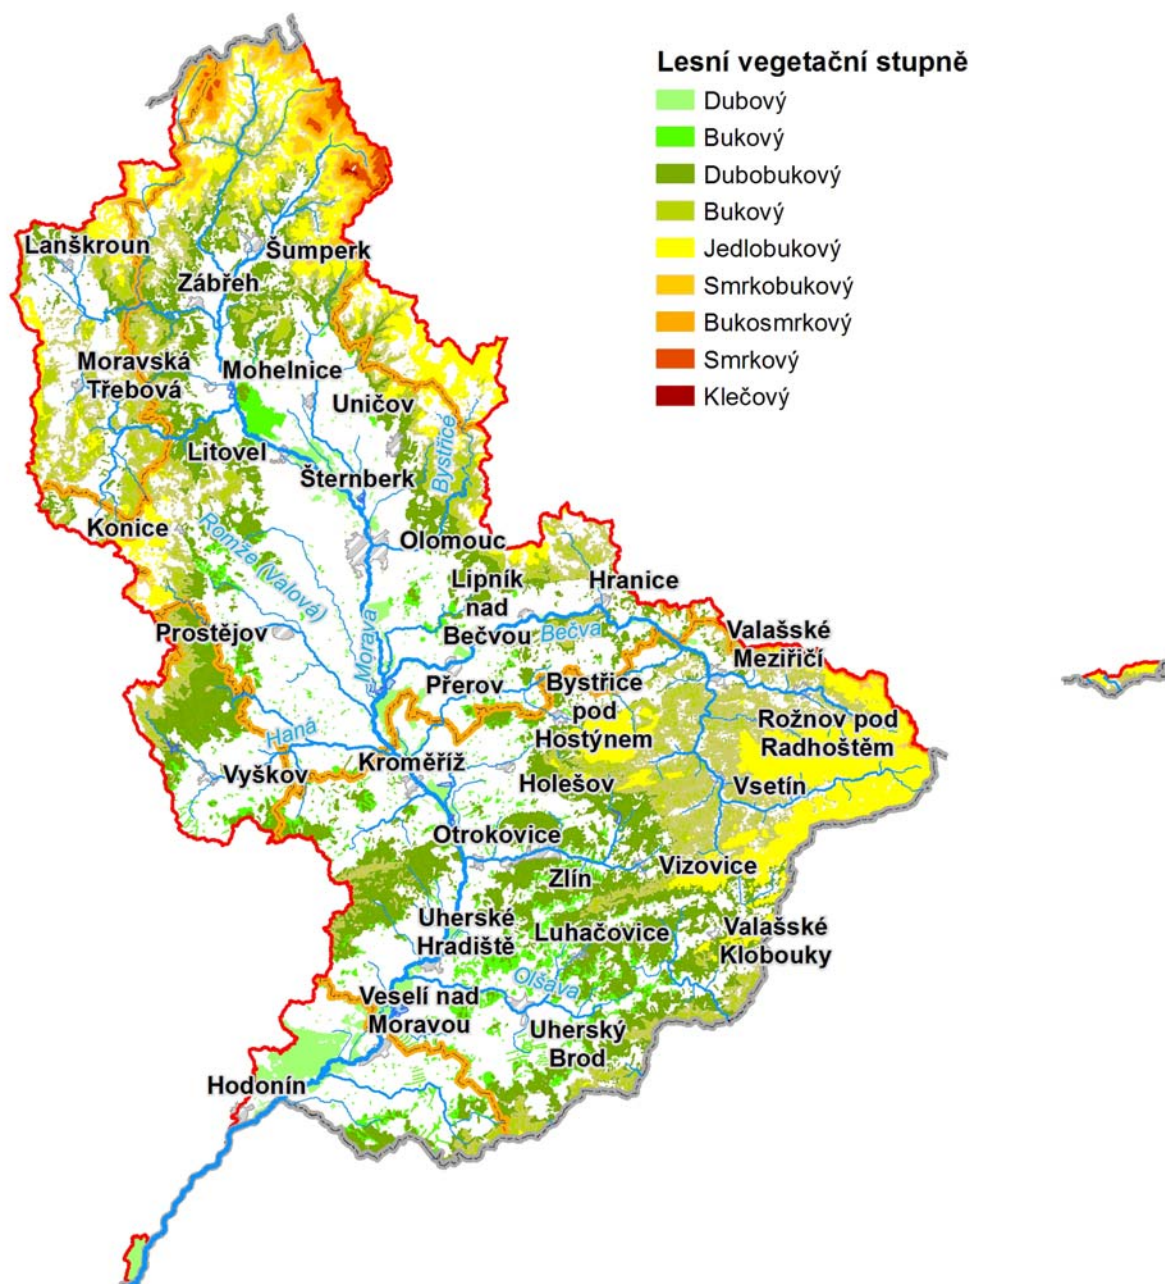 Lesní vegetační stupně
Dubový
Bukový
Dubobukový
Bukový
Jedlobukový
Smrkobukový
Bukosmrkový
Smrkový
Klečový
Lanškroun
Šumperk
Zábřeh
Moravská
Třebová
Mohelnice
Uničov
Litovel
Bystřice
Šternberk
Konice
Romže (Valová)
Olomouc
Lipník
nad
Bečvou
Hranice
Bečva
Prostějov
Morava
Valašské
Meziříčí
Přerov
Bystřice
pod
Hostýnem
Rožnov pod
Radhoštěm
Haná
Kroměříž
Vyškov
Holešov
Vsetín
Otrokovice
Vizovice
Zlín
Uherské
Hradiště
Luhačovice
Valašské
Klobouky
Olšava
Veselí nad
Moravou
Uherský
Brod
Hodonín